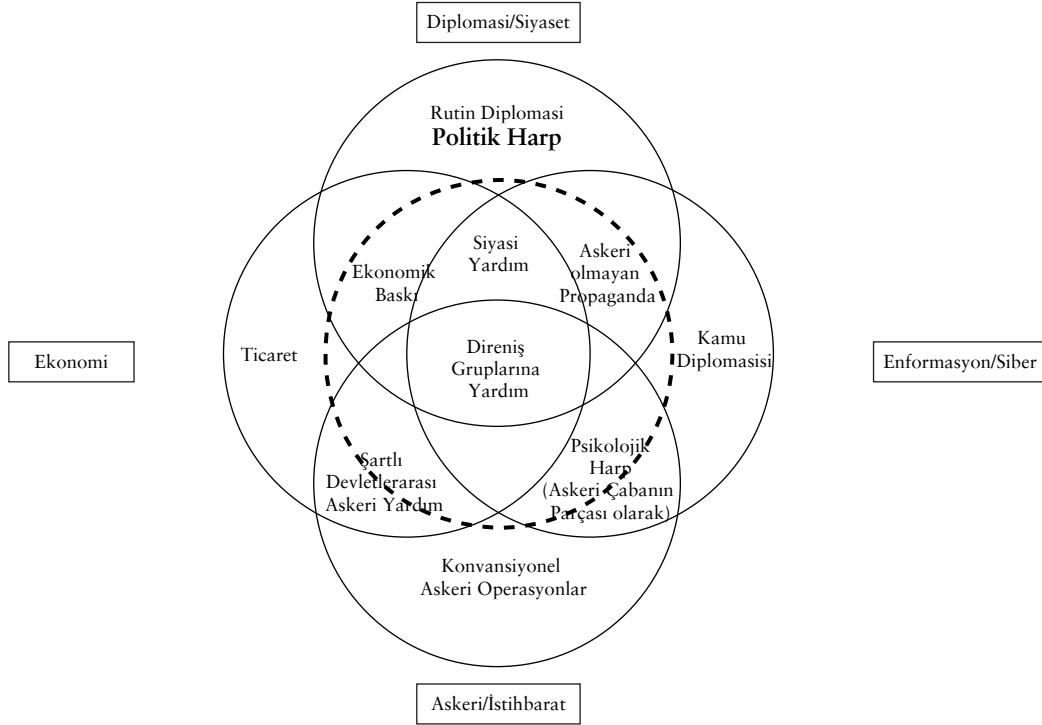 Diplomasi/Siyaset
Rutin Diplomasi
Politik Harp
Siyasi
Yardım
Ekonomik
Baskı
Askeri
olmayan
Propaganda
Ekonomi
Ticaret
Direniş
Gruplarına
Yardım
Kamu
Diplomasisi
Enformasyon/Siber
Şartlı
Devletlerarası
Askeri Yardım
Psikolojik
Harp
(Askeri Çabanın
Parçası olarak)
Konvansiyonel
Askeri Operasyonlar
Askeri/İstihbarat